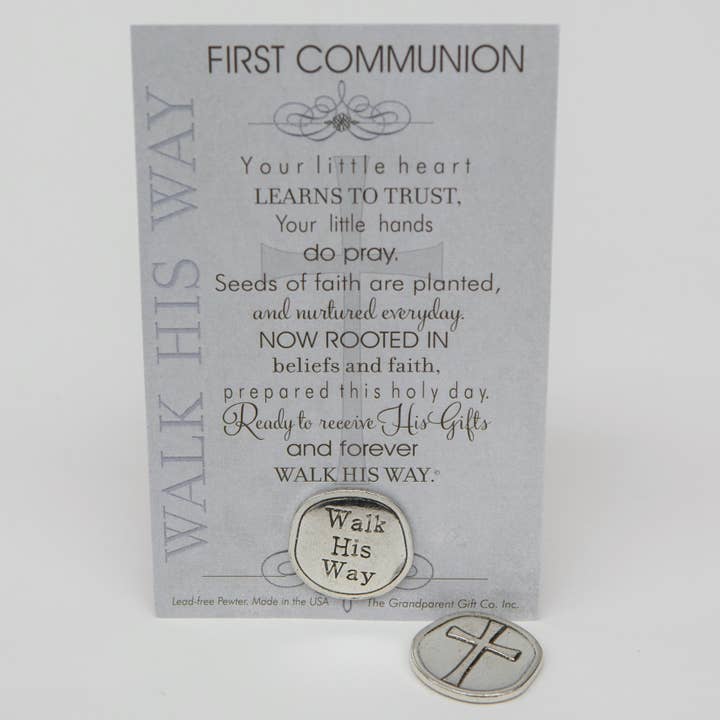 FIRST COMMUNION
WALK HIS WAY
Your little heart
LEARNS TO TRUST,
Your little hands
do pray.
Seeds of faith are planted,
and nurtured everyday.
NOW ROOTED IN
beliefs and faith,
prepared this holy day.
Ready to receive His Gifts
and forever
WALK HIS WAY.©
Walk
His
Way
Lead-free Pewter. Made in the USA
The Grandparent Gift Co. Inc.